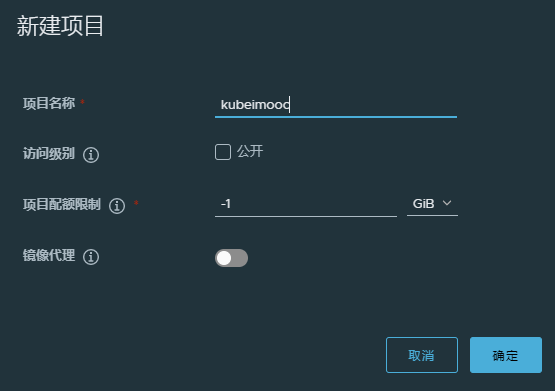 新建项目
项目名称 *
kubeimooc
访问级别
公开
项目配额限制 *
-1 GiB
镜像代理
取消 确定